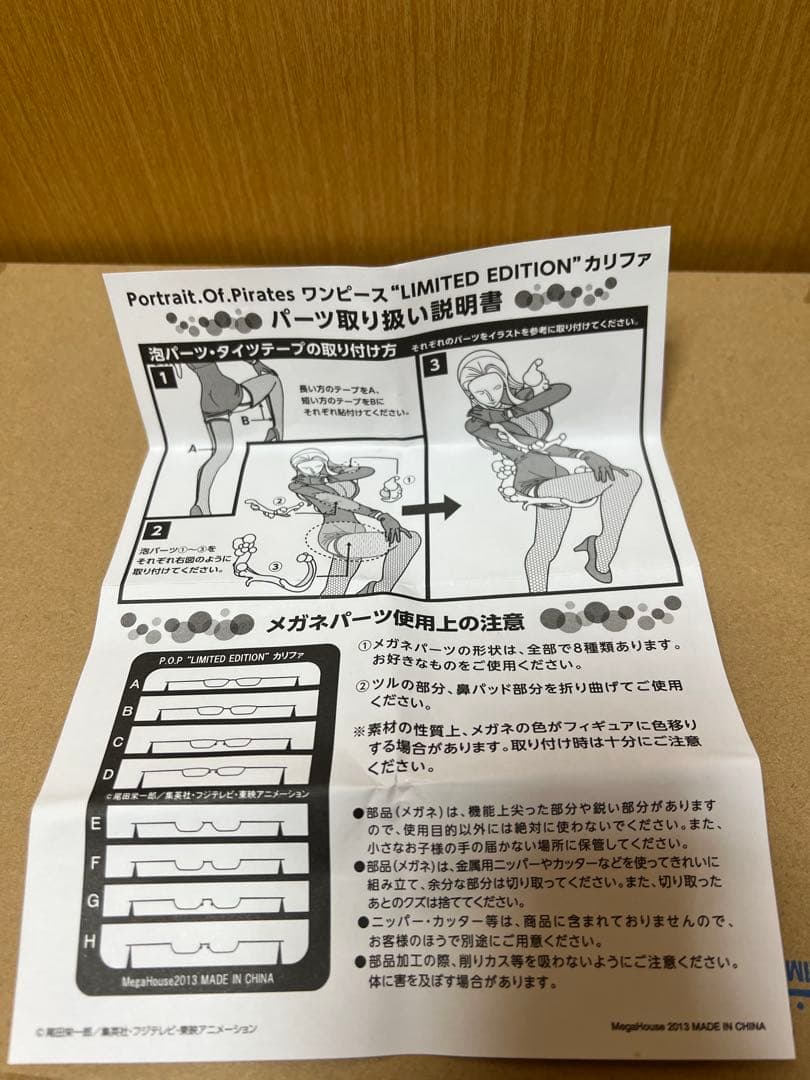 Portrait.Of.Pirates ワンピース“LIMITED EDITION”カリファ
パーツ取り扱い説明書
泡パーツ・タイツテープの取り付け方
それぞれのパーツをイラストを参考に取り付けてください。
1
長い方のテープをA、
短い方のテープをBに
それぞれ貼付けてください。
A
B
2
泡パーツ①～③を
それぞれ右図のように
取り付けてください。
①
②
③
3
メガネパーツ使用上の注意
P.O.P “LIMITED EDITION” カリファ
A
B
C
D
©尾田栄一郎／集英社・フジテレビ・東映アニメーション
E
F
G
H
MegaHouse2013 MADE IN CHINA
①メガネパーツの形状は、全部で8種類あります。
お好きなものをご使用ください。
②ツルの部分、鼻パッド部分を折り曲げてご使用
ください。
※素材の性質上、メガネの色がフィギュアに色移り
する場合があります。取り付け時は十分にご注意
ください。
●部品(メガネ)は、機能上尖った部分や鋭い部分があります
ので、使用目的以外には絶対に使わないでください。また、
小さなお子様の手の届かない場所に保管してください。
●部品(メガネ)は、金属用ニッパーやカッターなどを使ってきれいに
組み立て、余分な部分は切り取ってください。また、切り取った
あとのクズは捨ててください。
●ニッパー・カッター等は、商品に含まれておりませんので、
お客様のほうで別途にご用意ください。
●部品加工の際、削りカス等を吸わないようにご注意ください。
体に害を及ぼす場合があります。
©尾田栄一郎／集英社・フジテレビ・東映アニメーション
MegaHouse 2013 MADE IN CHINA